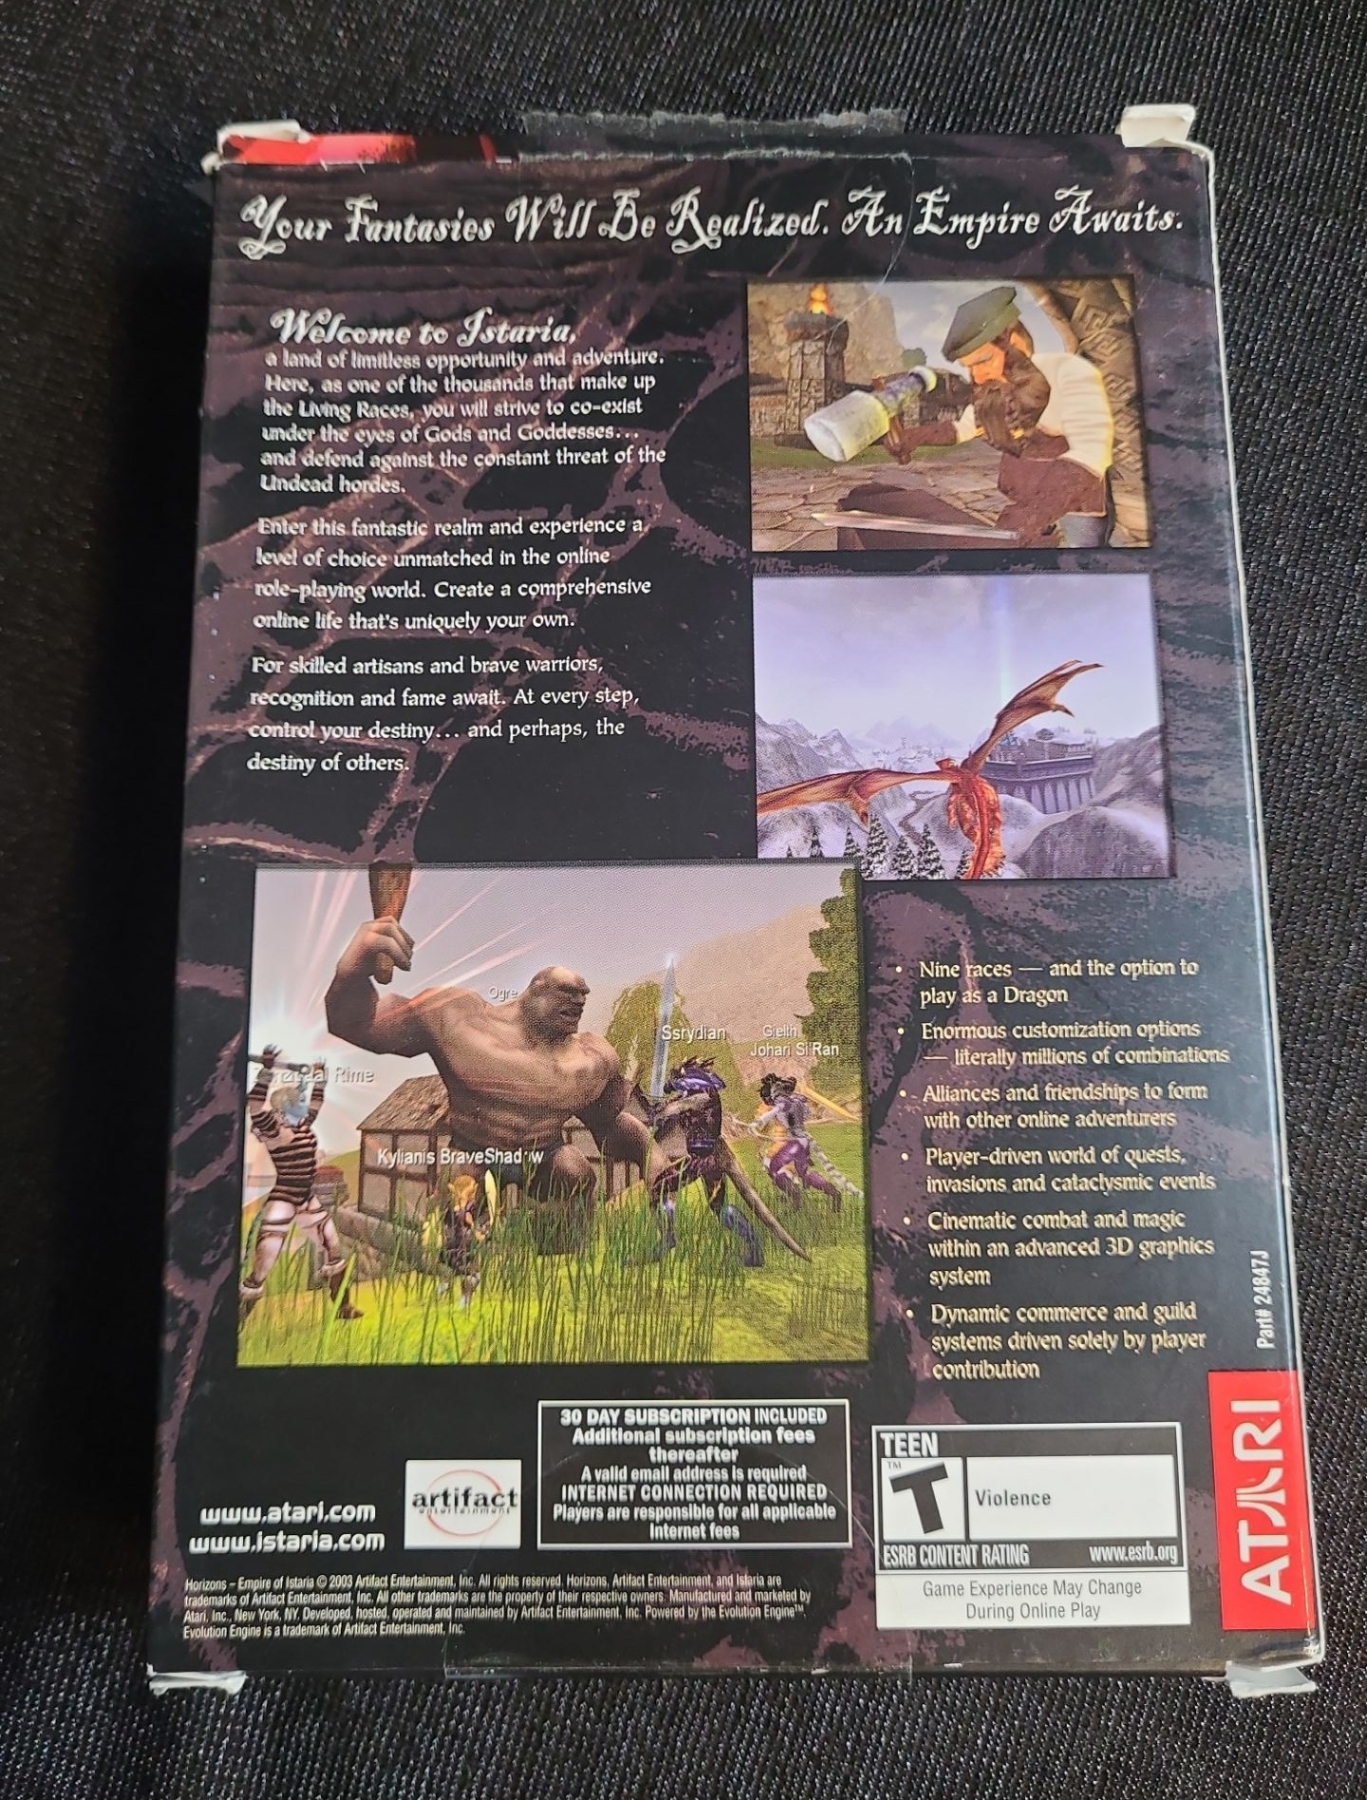 Your Fantasies Will Be Realized. An Empire Awaits.
Welcome to Istaria,
a land of limitless opportunity and adventure.
Here, as one of the thousands that make up
the Living Races, you will strive to co-exist
under the eyes of Gods and Goddesses...
and defend against the constant threat of the
Undead hordes.
Enter this fantastic realm and experience a
level of choice unmatched in the online
role-playing world. Create a comprehensive
online life that's uniquely your own.
For skilled artisans and brave warriors,
recognition and fame await. At every step,
control your destiny... and perhaps, the
destiny of others.
Ogre
Ssrydian
Johari Si'Ran
Rime
Kylianis BraveShadow
• Nine races — and the option to
play as a Dragon
• Enormous customization options
— literally millions of combinations
• Alliances and friendships to form
with other online adventurers
• Player-driven world of quests,
invasions and cataclysmic events
• Cinematic combat and magic
within an advanced 3D graphics
system
• Dynamic commerce and guild
systems driven solely by player
contribution
Part# 24847J
ATARI
www.atari.com
www.istaria.com
artifact
entertainment
30 DAY SUBSCRIPTION INCLUDED
Additional subscription fees
thereafter
A valid email address is required
INTERNET CONNECTION REQUIRED
Players are responsible for all applicable
Internet fees
TEEN
T
TM
Violence
ESRB CONTENT RATING www.esrb.org
Game Experience May Change
During Online Play
Horizons – Empire of Istaria © 2003 Artifact Entertainment, Inc. All rights reserved. Horizons, Artifact Entertainment, and Istaria are
trademarks of Artifact Entertainment, Inc. All other trademarks are the property of their respective owners. Manufactured and marketed by
Atari, Inc., New York, NY. Developed, hosted, operated and maintained by Artifact Entertainment, Inc. Powered by the Evolution Engine™.
Evolution Engine is a trademark of Artifact Entertainment, Inc.